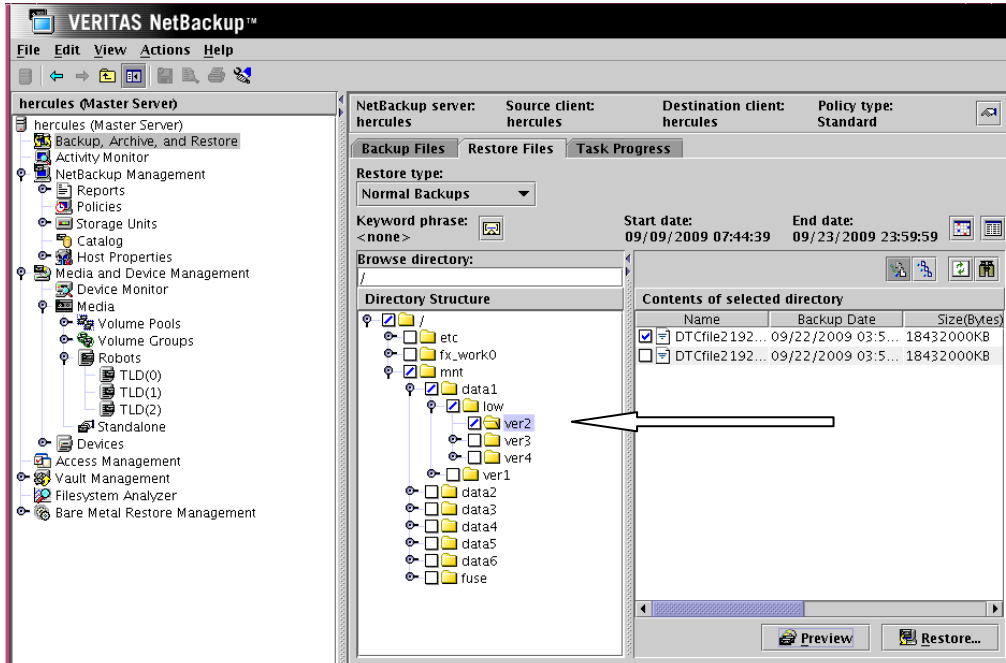 VERITAS NetBackup™
File Edit View Actions Help
hercules (Master Server)
hercules (Master Server)
Backup, Archive, and Restore
Activity Monitor
NetBackup Management
Reports
Policies
Storage Units
Catalog
Host Properties
Media and Device Management
Device Monitor
Media
Volume Pools
Volume Groups
Robots
TLD(0)
TLD(1)
TLD(2)
Standalone
Devices
Access Management
Vault Management
Filesystem Analyzer
Bare Metal Restore Management
NetBackup server: Source client: Destination client: Policy type:
hercules hercules hercules Standard
Backup Files Restore Files Task Progress
Restore type:
Normal Backups
Keyword phrase: Start date: End date:
<none> 09/09/2009 07:44:39 09/23/2009 23:59:59
Browse directory:
/
Directory Structure
/
etc
fx_work0
mnt
data1
low
ver2
ver3
ver4
ver1
data2
data3
data4
data5
data6
fuse
Contents of selected directory
Name Backup Date Size(Bytes)
DTCfile2192... 09/22/2009 03:5... 18432000KB
DTCfile2192... 09/22/2009 03:5... 18432000KB
Preview Restore...